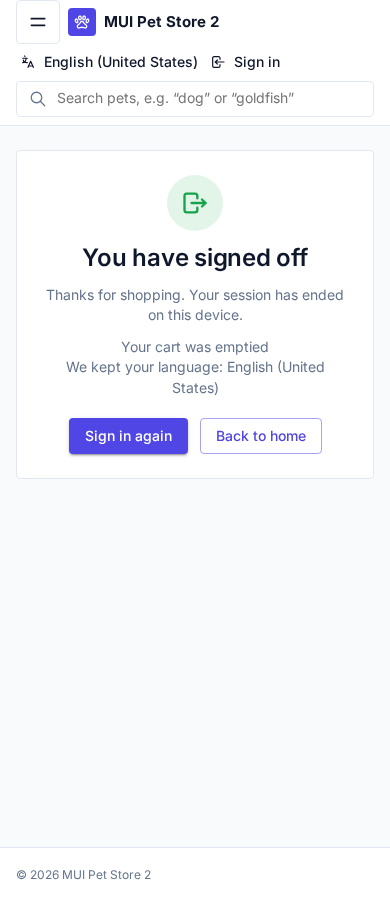 MUI Pet Store 2
English (United States) Sign in
Search pets, e.g. “dog” or “goldfish”
You have signed off
Thanks for shopping. Your session has ended
on this device.
Your cart was emptied
We kept your language: English (United
States)
Sign in again Back to home
© 2026 MUI Pet Store 2